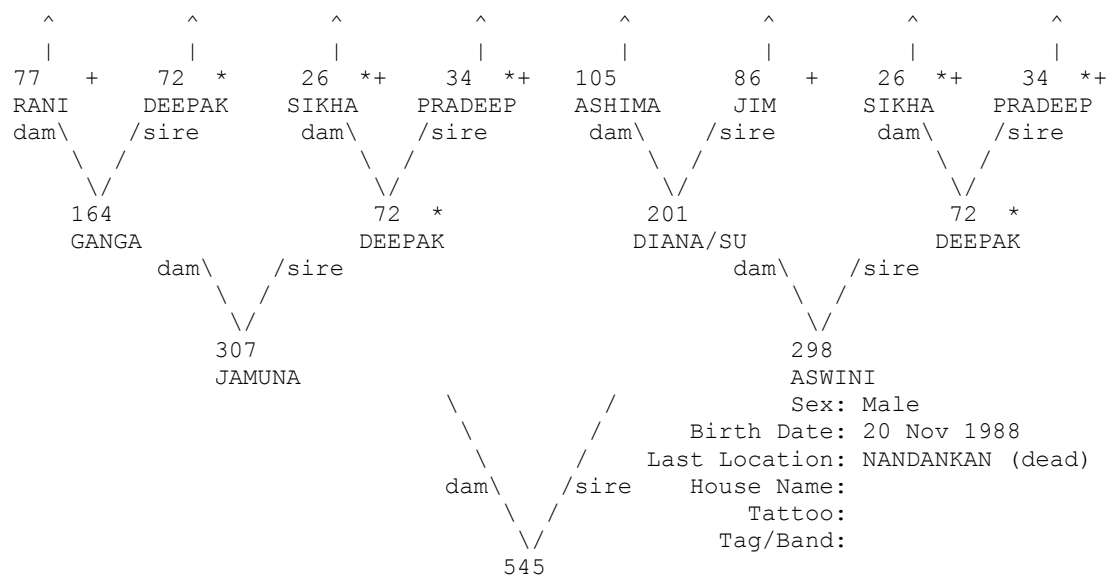 ^ ^ ^ ^ ^ ^ ^ ^
| | | | | | | |
77 + 72 * 26 *+ 34 *+ 105 86 + 26 *+ 34 *+
RANI DEEPAK SIKHA PRADEEP ASHIMA JIM SIKHA PRADEEP
dam\ /sire dam\ /sire dam\ /sire dam\ /sire
\ / \ / \ / \ /
\/ \/ \/ \/
164 72 * 201 72 *
GANGA DEEPAK DIANA/SU DEEPAK
dam\ /sire dam\ /sire
\ / \ /
\/ \/
307 298
JAMUNA ASWINI
\ / Sex: Male
\ / Birth Date: 20 Nov 1988
\ / Last Location: NANDANKAN (dead)
dam\ /sire House Name:
\ / Tattoo:
\/ Tag/Band:
545